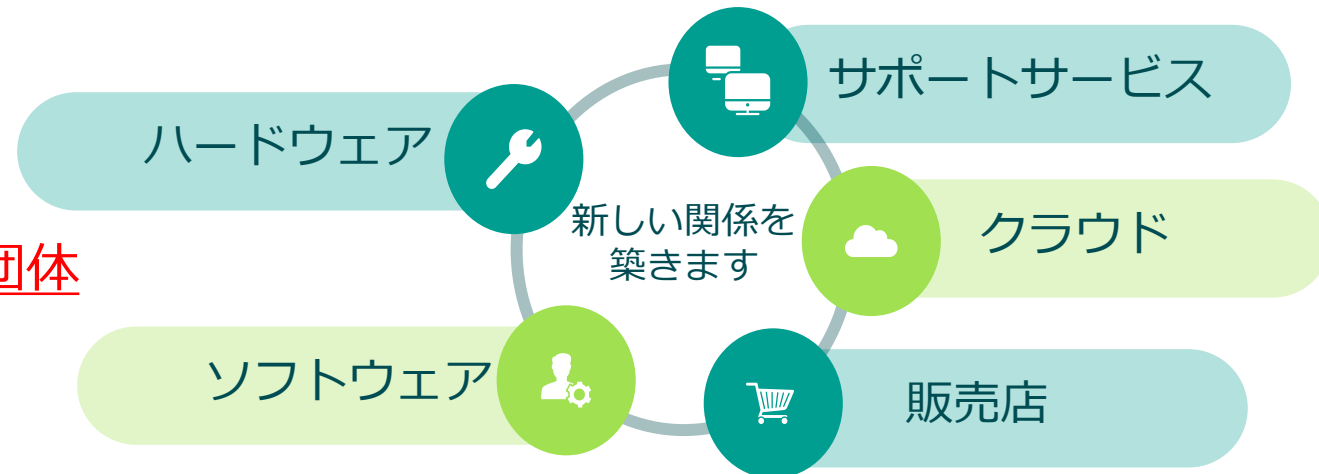 サポートサービス
ハードウェア
新しい関係を
築きます
クラウド
団体
ソフトウェア
販売店